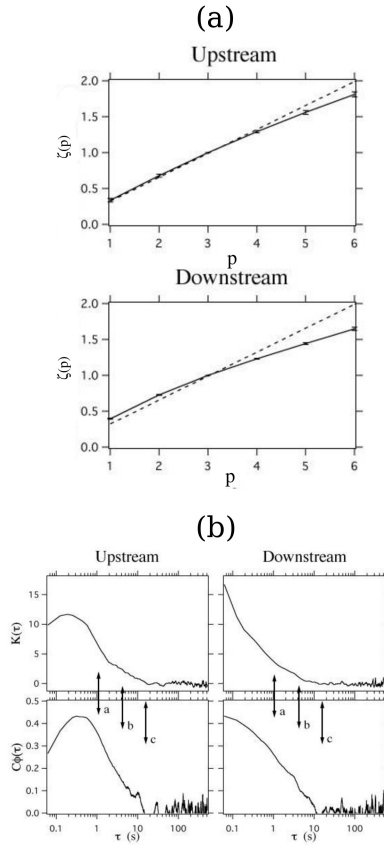 (a)
Upstream
2.0
1.5
1.0
0.5
0.0
ζ(p)
1 2 3 4 5 6
p
Downstream
2.0
1.5
1.0
0.5
0.0
ζ(p)
1 2 3 4 5 6
p
(b)
Upstream Downstream
15
10
5
0
K(τ)
a a
b b
c c
0.5
0.4
0.3
0.2
0.1
0.0
Cϕ(τ)
0.1 1 10 100 0.1 1 10 100
τ (s) τ (s)